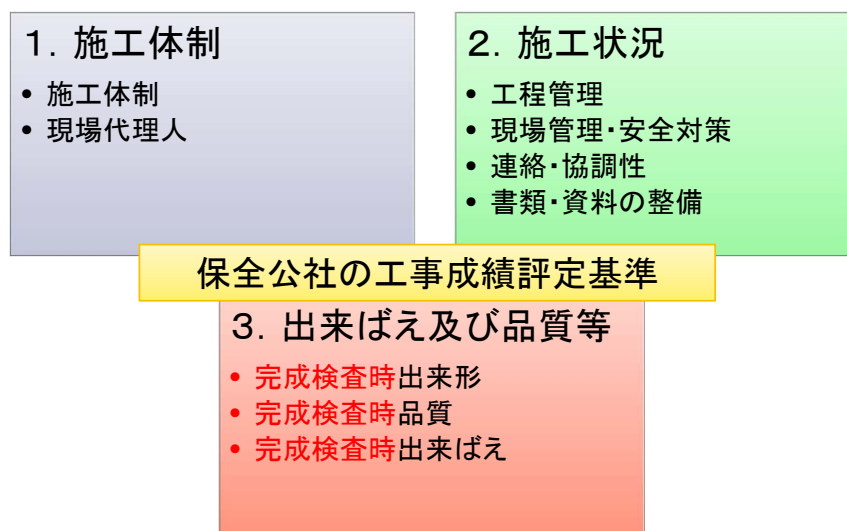 1．施工体制
• 施工体制
• 現場代理人
2．施工状況
• 工程管理
• 現場管理・安全対策
• 連絡・協調性
• 書類・資料の整備
保全公社の工事成績評定基準
3．出来ばえ及び品質等
• 完成検査時出来形
• 完成検査時品質
• 完成検査時出来ばえ